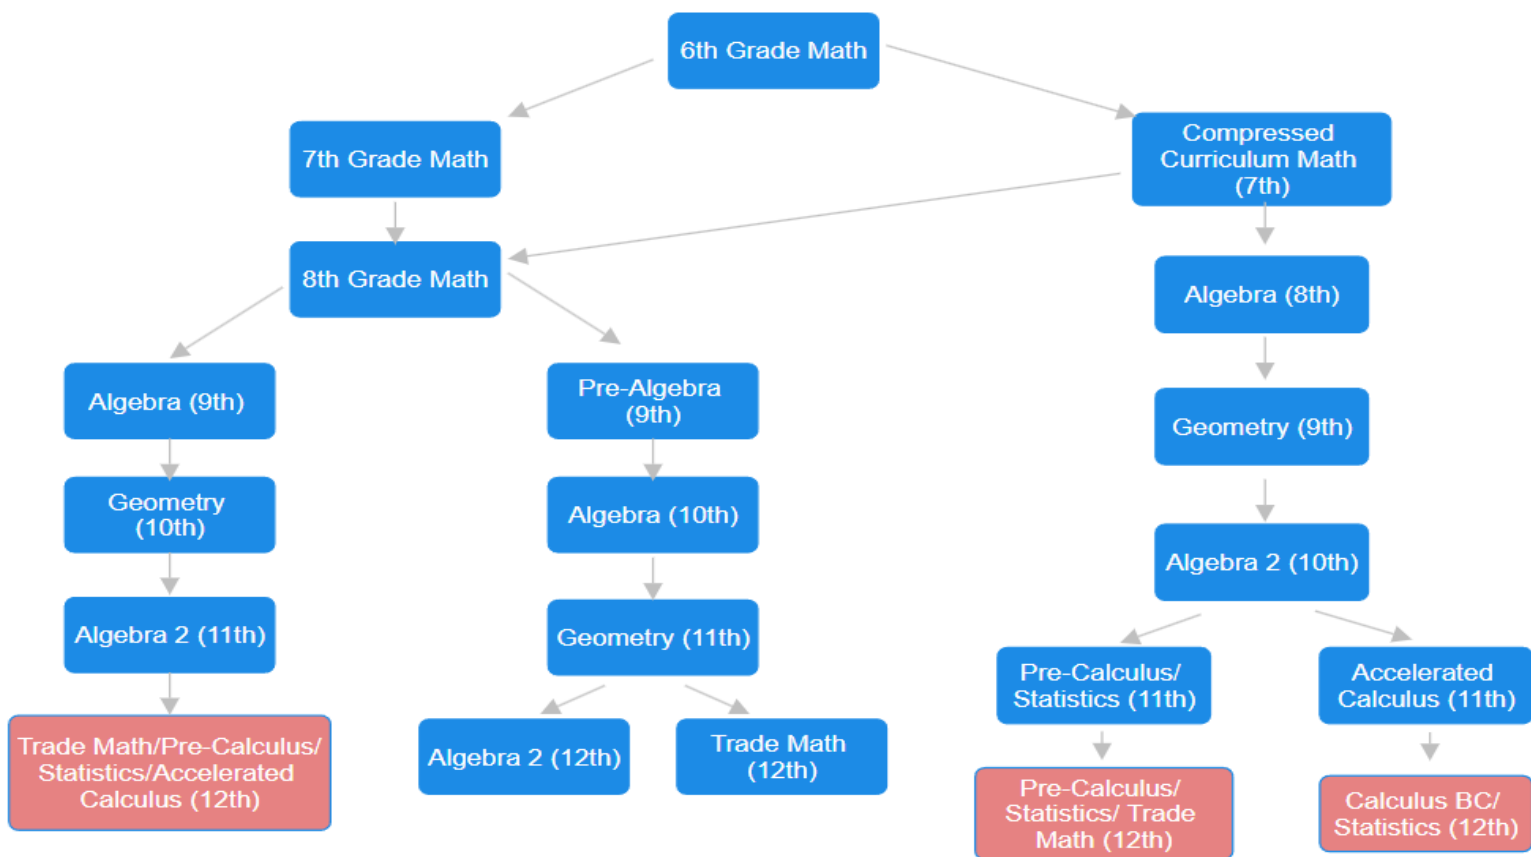 6th Grade Math
7th Grade Math
Compressed
Curriculum Math
(7th)
8th Grade Math
Algebra (8th)
Algebra (9th)
Pre-Algebra
(9th)
Geometry (9th)
Geometry
(10th)
Algebra (10th)
Algebra 2 (10th)
Algebra 2 (11th)
Geometry (11th)
Pre-Calculus/
Statistics (11th)
Accelerated
Calculus (11th)
Trade Math/Pre-Calculus/
Statistics/Accelerated
Calculus (12th)
Algebra 2 (12th)
Trade Math
(12th)
Pre-Calculus/
Statistics/ Trade
Math (12th)
Calculus BC/
Statistics (12th)